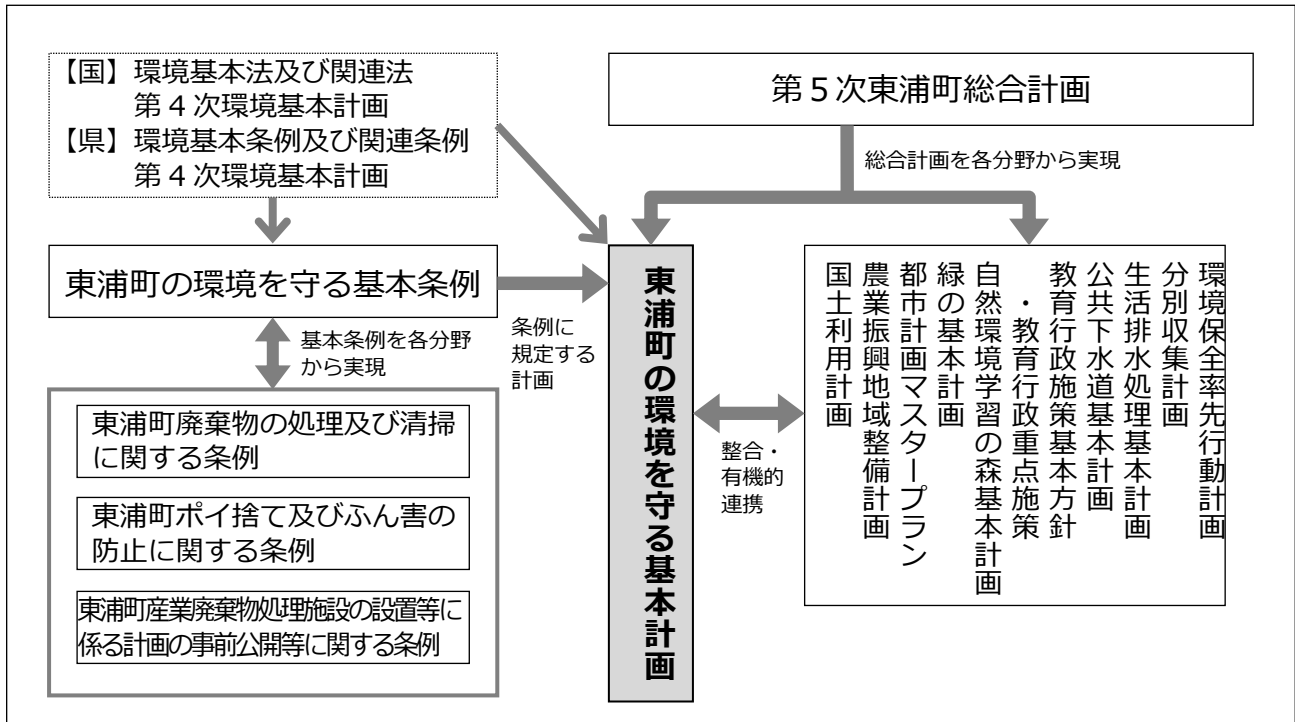 【国】環境基本法及び関連法
第４次環境基本計画
【県】環境基本条例及び関連条例
第４次環境基本計画
第５次東浦町総合計画
総合計画を各分野から実現
東浦町の環境を守る基本条例
条例に
規定する
計画
基本条例を各分野
から実現
東浦町廃棄物の処理及び清掃
に関する条例
東浦町ポイ捨て及びふん害の
防止に関する条例
東浦町産業廃棄物処理施設の設置等に
係る計画の事前公開等に関する条例
東浦町の環境を守る基本計画
整合・
有機的
連携
環境保全率先行動計画
分別収集計画
生活排水処理基本計画
公共下水道基本計画
教育行政施策基本方針
・教育行政重点施策
自然環境学習の森基本計画
緑の基本計画
都市計画マスタープラン
農業振興地域整備計画
国土利用計画